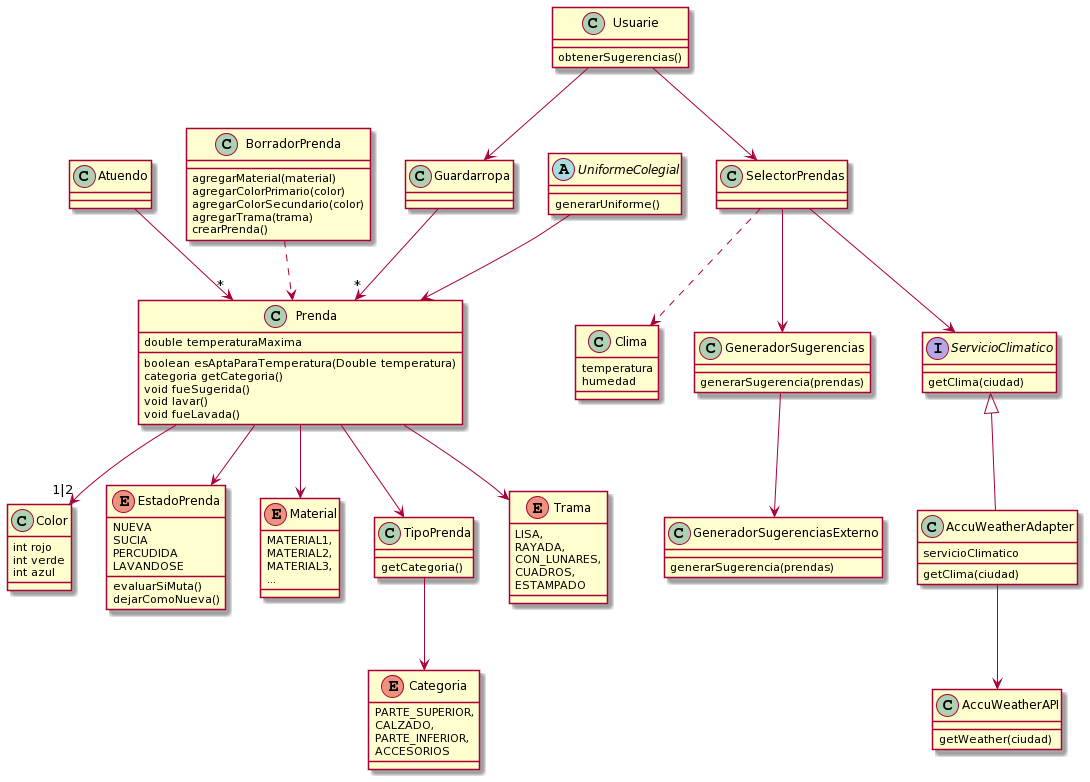 C Usuarie
obtenerSugerencias()
C BorradorPrenda
agregarMaterial(material)
agregarColorPrimario(color)
agregarColorSecundario(color)
agregarTrama(trama)
crearPrenda()
C Atuendo
C Guardarropa
A UniformeColegial
generarUniforme()
C SelectorPrendas
*
*
C Prenda
double temperaturaMaxima
boolean esAptaParaTemperatura(Double temperatura)
categoria getCategoria()
void fueSugerida()
void lavar()
void fueLavada()
C Clima
temperatura
humedad
C GeneradorSugerencias
generarSugerencia(prendas)
I ServicioClimatico
getClima(ciudad)
1|2
C Color
int rojo
int verde
int azul
E EstadoPrenda
NUEVA
SUCIA
PERCUDIDA
LAVANDOSE
evaluarSiMuta()
dejarComoNueva()
E Material
MATERIAL1,
MATERIAL2,
MATERIAL3,
...
C TipoPrenda
getCategoria()
E Trama
LISA,
RAYADA,
CON_LUNARES,
CUADROS,
ESTAMPADO
C GeneradorSugerenciasExterno
generarSugerencia(prendas)
C AccuWeatherAdapter
servicioClimatico
getClima(ciudad)
E Categoria
PARTE_SUPERIOR,
CALZADO,
PARTE_INFERIOR,
ACCESORIOS
C AccuWeatherAPI
getWeather(ciudad)